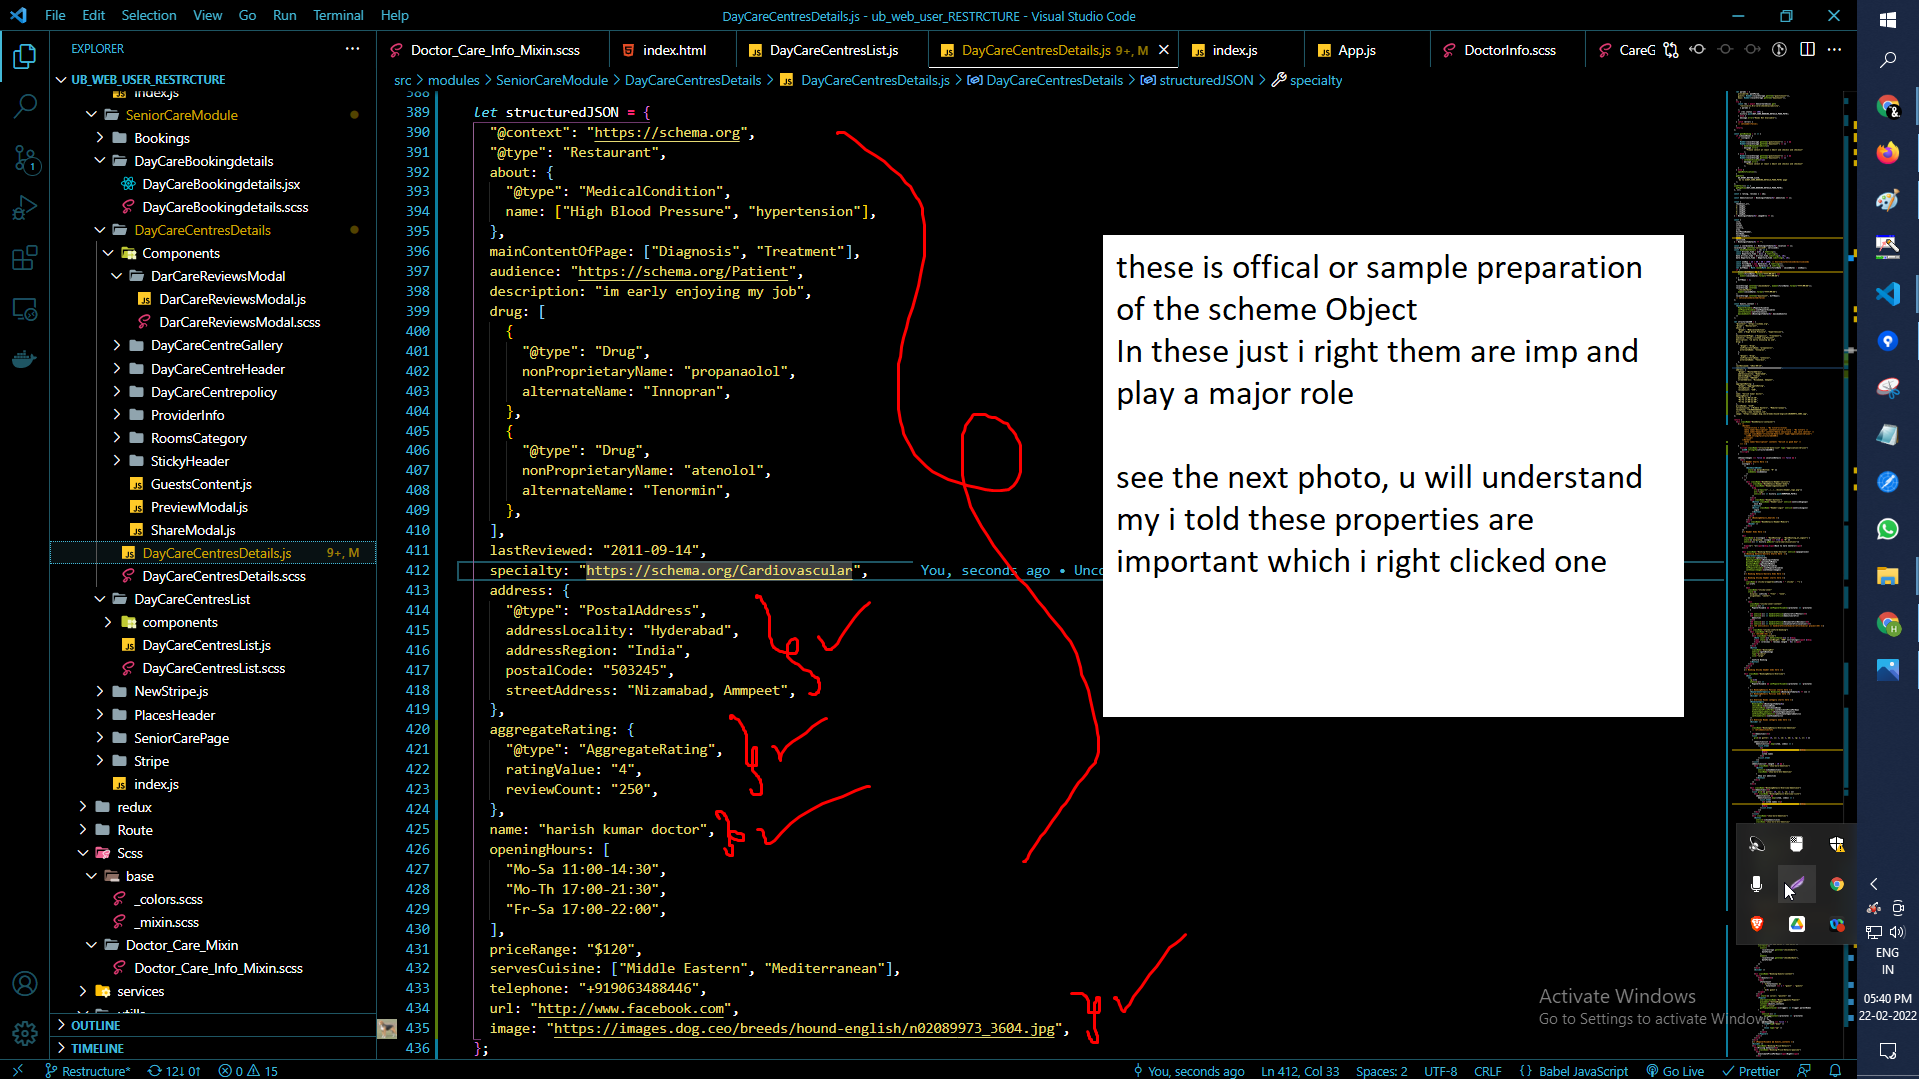 File Edit Selection View Go Run Terminal Help
DayCareCentresDetails.js - ub_web_user_RESTRCTURE - Visual Studio Code
EXPLORER
Doctor_Care_Info_Mixin.scss
index.html
DayCareCentresList.js
DayCareCentresDetails.js 9+, M
index.js
App.js
DoctorInfo.scss
CareG
UB_WEB_USER_RESTRCTURE
src > modules > SeniorCareModule > DayCareCentresDetails > DayCareCentresDetails.js > DayCareCentresDetails > structuredJSON > specialty
index.js
SeniorCareModule
Bookings
DayCareBookingdetails
DayCareBookingdetails.jsx
DayCareBookingdetails.scss
DayCareCentresDetails
Components
DarCareReviewsModal
DarCareReviewsModal.js
DarCareReviewsModal.scss
DayCareCentreGallery
DayCareCentreHeader
DayCareCentrepolicy
ProviderInfo
RoomsCategory
StickyHeader
GuestsContent.js
PreviewModal.js
ShareModal.js
DayCareCentresDetails.js 9+, M
DayCareCentresDetails.scss
DayCareCentresList
components
DayCareCentresList.js
DayCareCentresList.scss
NewStripe.js
PlacesHeader
SeniorCarePage
Stripe
index.js
redux
Route
Scss
base
_colors.scss
_mixin.scss
Doctor_Care_Mixin
Doctor_Care_Info_Mixin.scss
services
OUTLINE
TIMELINE
388
389 let structuredJSON = {
390 "@context": "https://schema.org",
391 "@type": "Restaurant",
392 about: {
393 "@type": "MedicalCondition",
394 name: ["High Blood Pressure", "hypertension"],
395 },
396 mainContentOfPage: ["Diagnosis", "Treatment"],
397 audience: "https://schema.org/Patient",
398 description: "im early enjoying my job",
399 drug: [
400 {
401 "@type": "Drug",
402 nonProprietaryName: "propanaolol",
403 alternateName: "Innopran",
404 },
405 {
406 "@type": "Drug",
407 nonProprietaryName: "atenolol",
408 alternateName: "Tenormin",
409 },
410 ],
411 lastReviewed: "2011-09-14",
412 specialty: "https://schema.org/Cardiovascular", You, seconds ago • Unco
413 address: {
414 "@type": "PostalAddress",
415 addressLocality: "Hyderabad",
416 addressRegion: "India",
417 postalCode: "503245",
418 streetAddress: "Nizamabad, Ammpeet",
419 },
420 aggregateRating: {
421 "@type": "AggregateRating",
422 ratingValue: "4",
423 reviewCount: "250",
424 },
425 name: "harish kumar doctor",
426 openingHours: [
427 "Mo-Sa 11:00-14:30",
428 "Mo-Th 17:00-21:30",
429 "Fr-Sa 17:00-22:00",
430 ],
431 priceRange: "$120",
432 servesCuisine: ["Middle Eastern", "Mediterranean"],
433 telephone: "+919063488446",
434 url: "http://www.facebook.com",
435 image: "https://images.dog.ceo/breeds/hound-english/n02089973_3604.jpg",
436 };
these is offical or sample preparation
of the scheme Object
In these just i right them are imp and
play a major role
see the next photo, u will understand
my i told these properties are
important which i right clicked one
Activate Windows
Go to Settings to activate Windows.
ENG
IN
05:40 PM
22-02-2022
Restructure* 12↓ 0↑ 0 15
You, seconds ago Ln 412, Col 33 Spaces: 2 UTF-8 CRLF {} Babel JavaScript Go Live Prettier